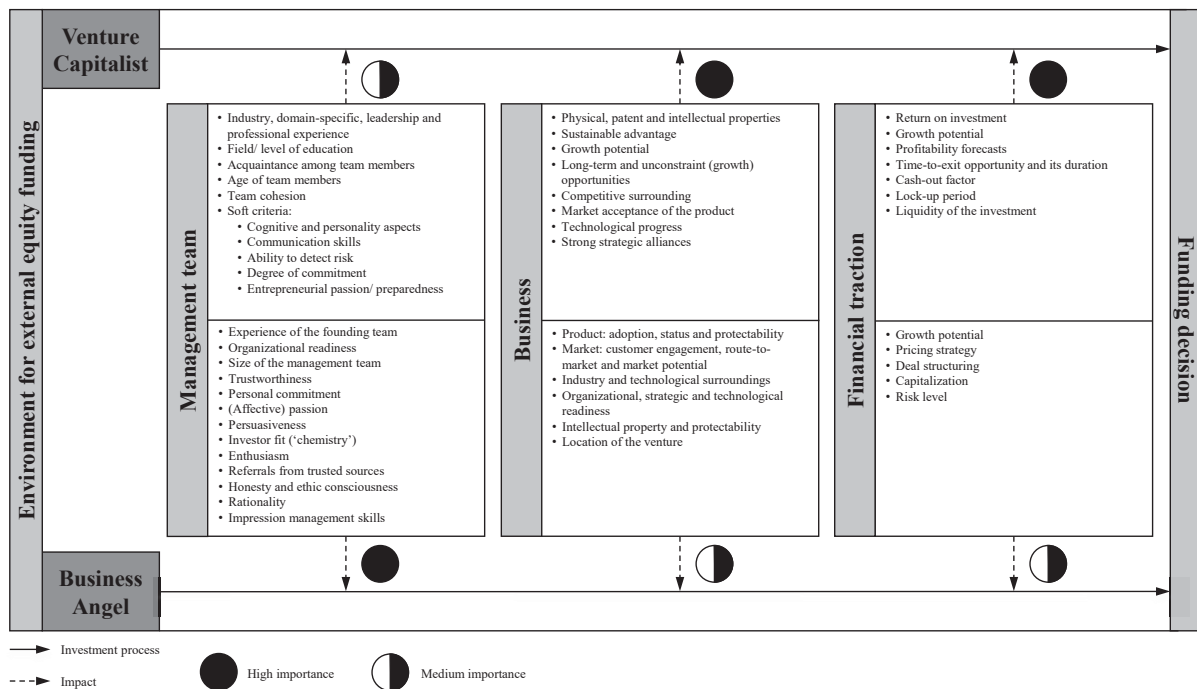 Environment for external equity funding
Venture
Capitalist
Management team
• Industry, domain-specific, leadership and
professional experience
• Field/ level of education
• Acquaintance among team members
• Age of team members
• Team cohesion
• Soft criteria:
• Cognitive and personality aspects
• Communication skills
• Ability to detect risk
• Degree of commitment
• Entrepreneurial passion/ preparedness
• Experience of the founding team
• Organizational readiness
• Size of the management team
• Trustworthiness
• Personal commitment
• (Affective) passion
• Persuasiveness
• Investor fit (‘chemistry’)
• Enthusiasm
• Referrals from trusted sources
• Honesty and ethic consciousness
• Rationality
• Impression management skills
Business
• Physical, patent and intellectual properties
• Sustainable advantage
• Growth potential
• Long-term and unconstraint (growth)
opportunities
• Competitive surrounding
• Market acceptance of the product
• Technological progress
• Strong strategic alliances
• Product: adoption, status and protectability
• Market: customer engagement, route-to-
market and market potential
• Industry and technological surroundings
• Organizational, strategic and technological
readiness
• Intellectual property and protectability
• Location of the venture
Financial traction
• Return on investment
• Growth potential
• Profitability forecasts
• Time-to-exit opportunity and its duration
• Cash-out factor
• Lock-up period
• Liquidity of the investment
• Growth potential
• Pricing strategy
• Deal structuring
• Capitalization
• Risk level
Funding decision
Business
Angel
Investment process
Impact
High importance
Medium importance